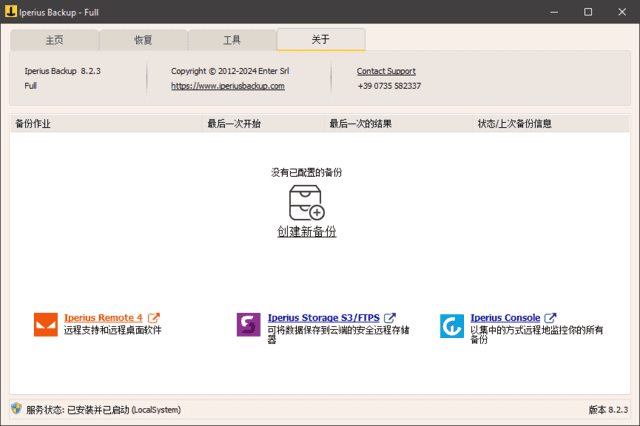 Iperius Backup - Full
主页
恢复
工具
关于
Iperius Backup 8.2.3
Full
Copyright © 2012-2024 Enter Srl
https://www.iperiusbackup.com
Contact Support
+39 0735 582337
备份作业
最后一次开始
最后一次的结果
状态/上次备份信息
没有已配置的备份
创建新备份
Iperius Remote 4
远程支持和远程桌面软件
Iperius Storage S3/FTPS
可将数据保存到云端的安全远程存储
器
Iperius Console
以集中的方式远程地监控你的所有
备份
服务状态: 已安装并已启动 (LocalSystem)
版本 8.2.3